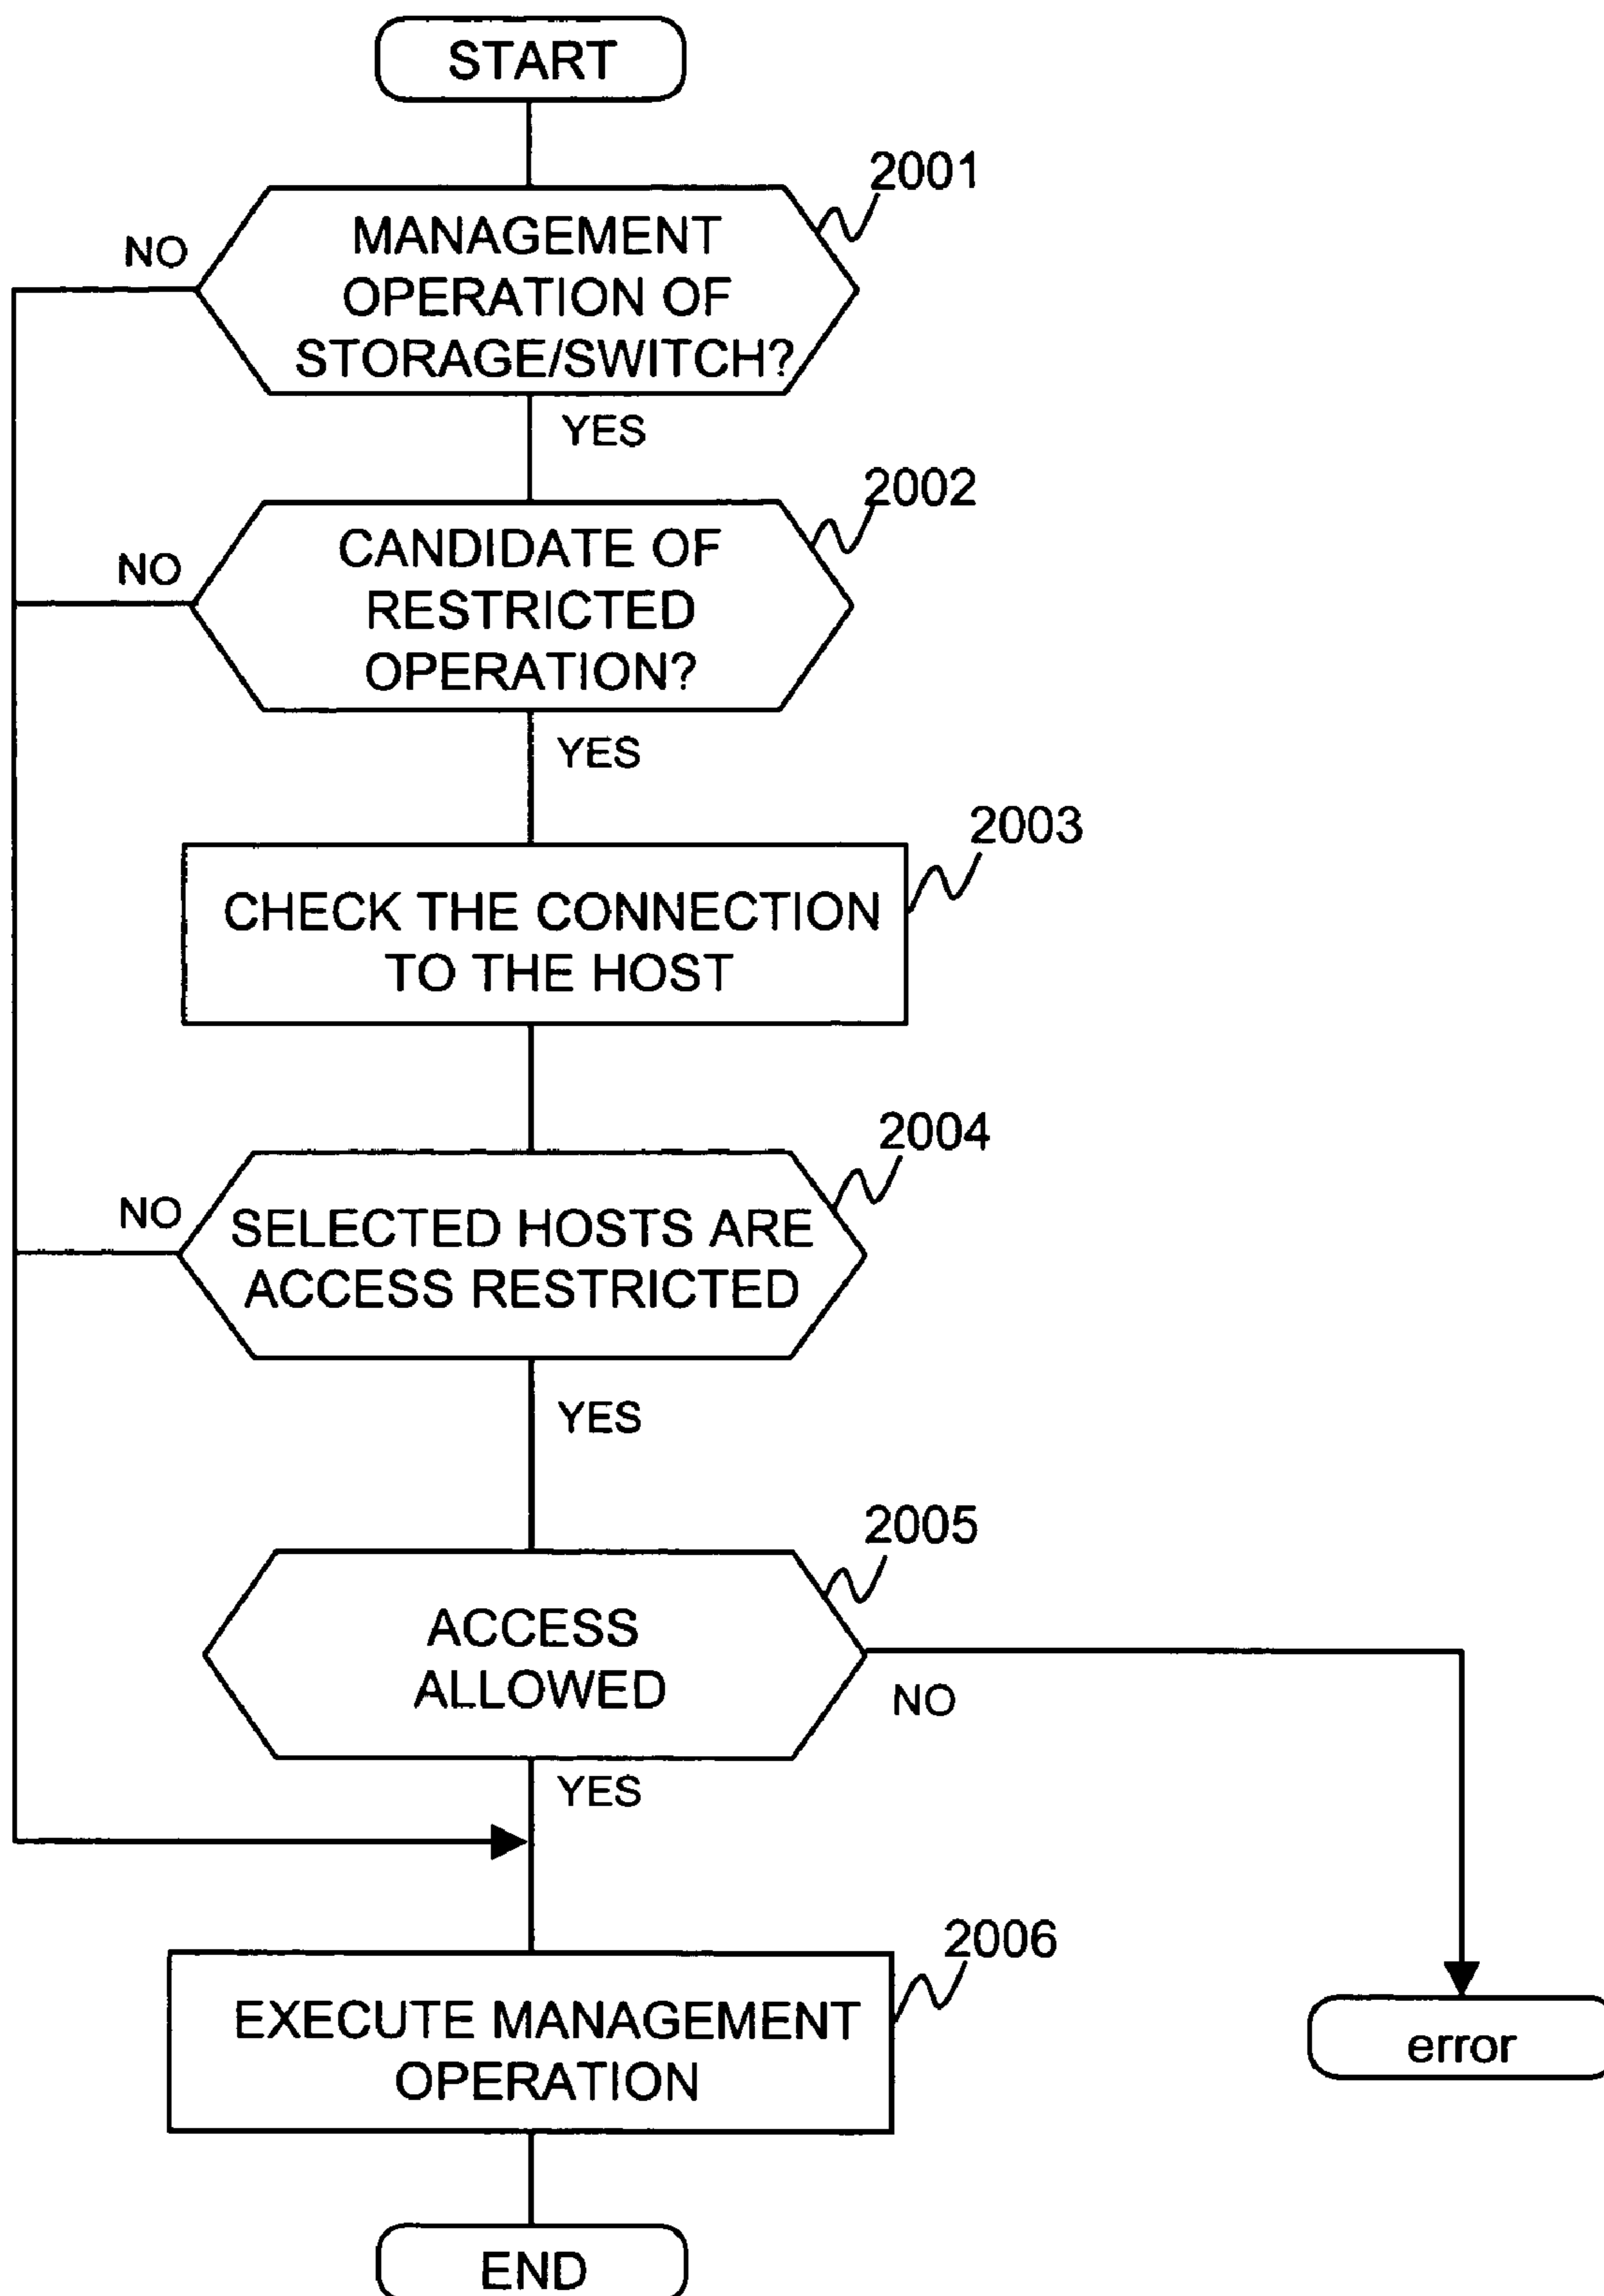 START
2001
NO
MANAGEMENT
OPERATION OF
STORAGE/SWITCH?
YES
2002
NO
CANDIDATE OF
RESTRICTED
OPERATION?
YES
2003
CHECK THE CONNECTION
TO THE HOST
2004
NO
SELECTED HOSTS ARE
ACCESS RESTRICTED
YES
2005
ACCESS
ALLOWED
NO
YES
2006
EXECUTE MANAGEMENT
OPERATION
error
END